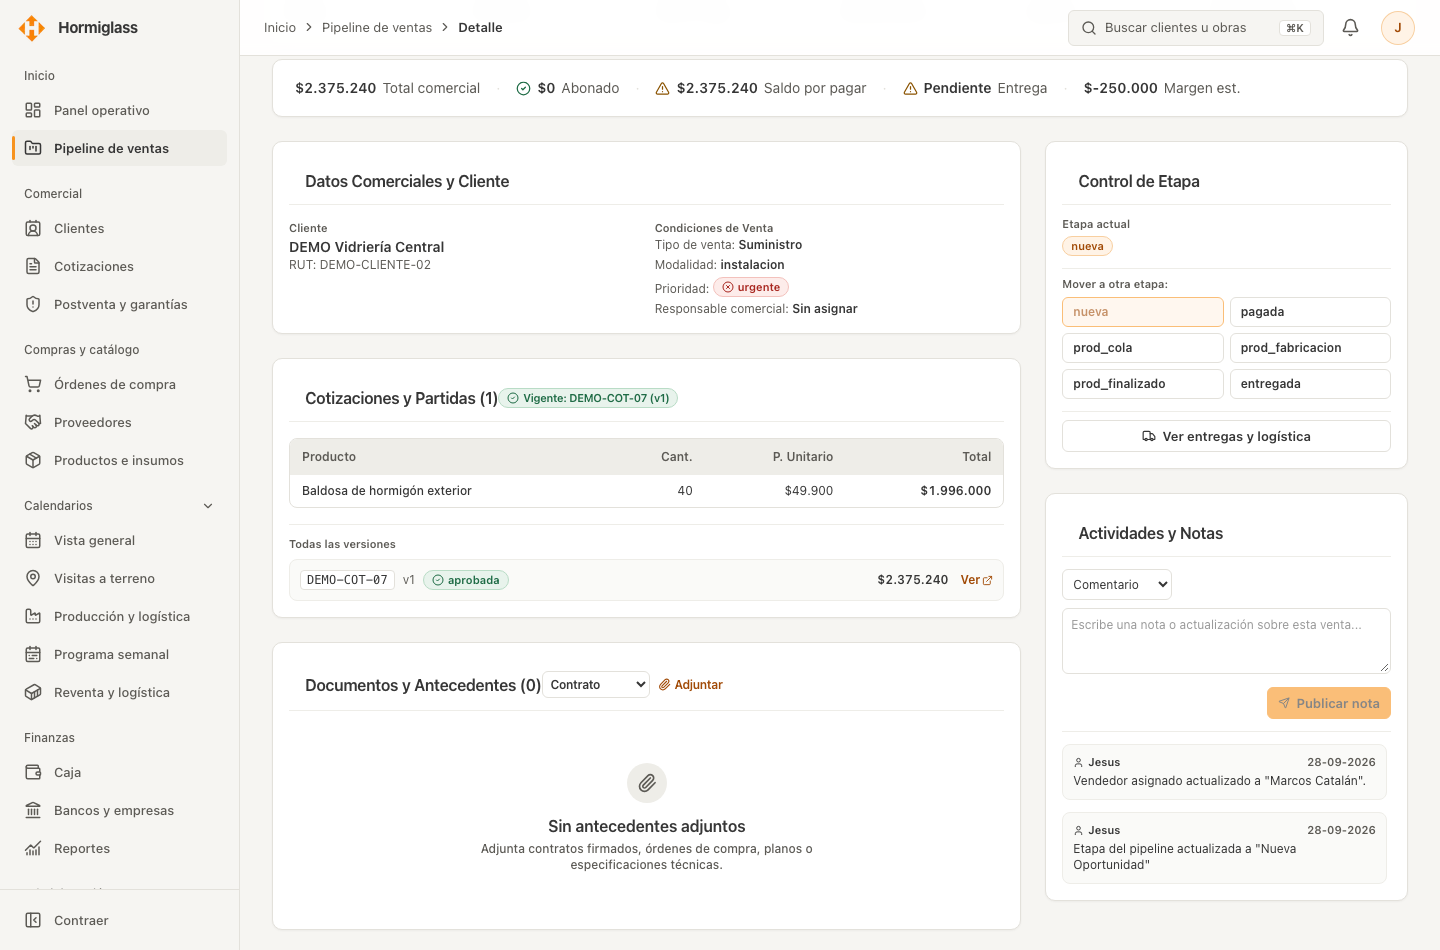 Hormiglass
Inicio
Panel operativo
Pipeline de ventas
Comercial
Clientes
Cotizaciones
Postventa y garantías
Compras y catálogo
Órdenes de compra
Proveedores
Productos e insumos
Calendarios
Vista general
Visitas a terreno
Producción y logística
Programa semanal
Reventa y logística
Finanzas
Caja
Bancos y empresas
Reportes
Contraer
Inicio > Pipeline de ventas > Detalle
Buscar clientes u obras ⌘K
J
$2.375.240 Total comercial · $0 Abonado · $2.375.240 Saldo por pagar · Pendiente Entrega · $-250.000 Margen est.
Datos Comerciales y Cliente
Cliente
DEMO Vidriería Central
RUT: DEMO-CLIENTE-02
Condiciones de Venta
Tipo de venta: Suministro
Modalidad: instalacion
Prioridad: urgente
Responsable comercial: Sin asignar
Cotizaciones y Partidas (1) Vigente: DEMO-COT-07 (v1)
Producto Cant. P. Unitario Total
Baldosa de hormigón exterior 40 $49.900 $1.996.000
Todas las versiones
DEMO-COT-07 v1 aprobada $2.375.240 Ver
Documentos y Antecedentes (0) Contrato Adjuntar
Sin antecedentes adjuntos
Adjunta contratos firmados, órdenes de compra, planos o
especificaciones técnicas.
Control de Etapa
Etapa actual
nueva
Mover a otra etapa:
nueva pagada
prod_cola prod_fabricacion
prod_finalizado entregada
Ver entregas y logística
Actividades y Notas
Comentario
Escribe una nota o actualización sobre esta venta...
Publicar nota
Jesus 28-09-2026
Vendedor asignado actualizado a "Marcos Catalán".
Jesus 28-09-2026
Etapa del pipeline actualizada a "Nueva
Oportunidad"